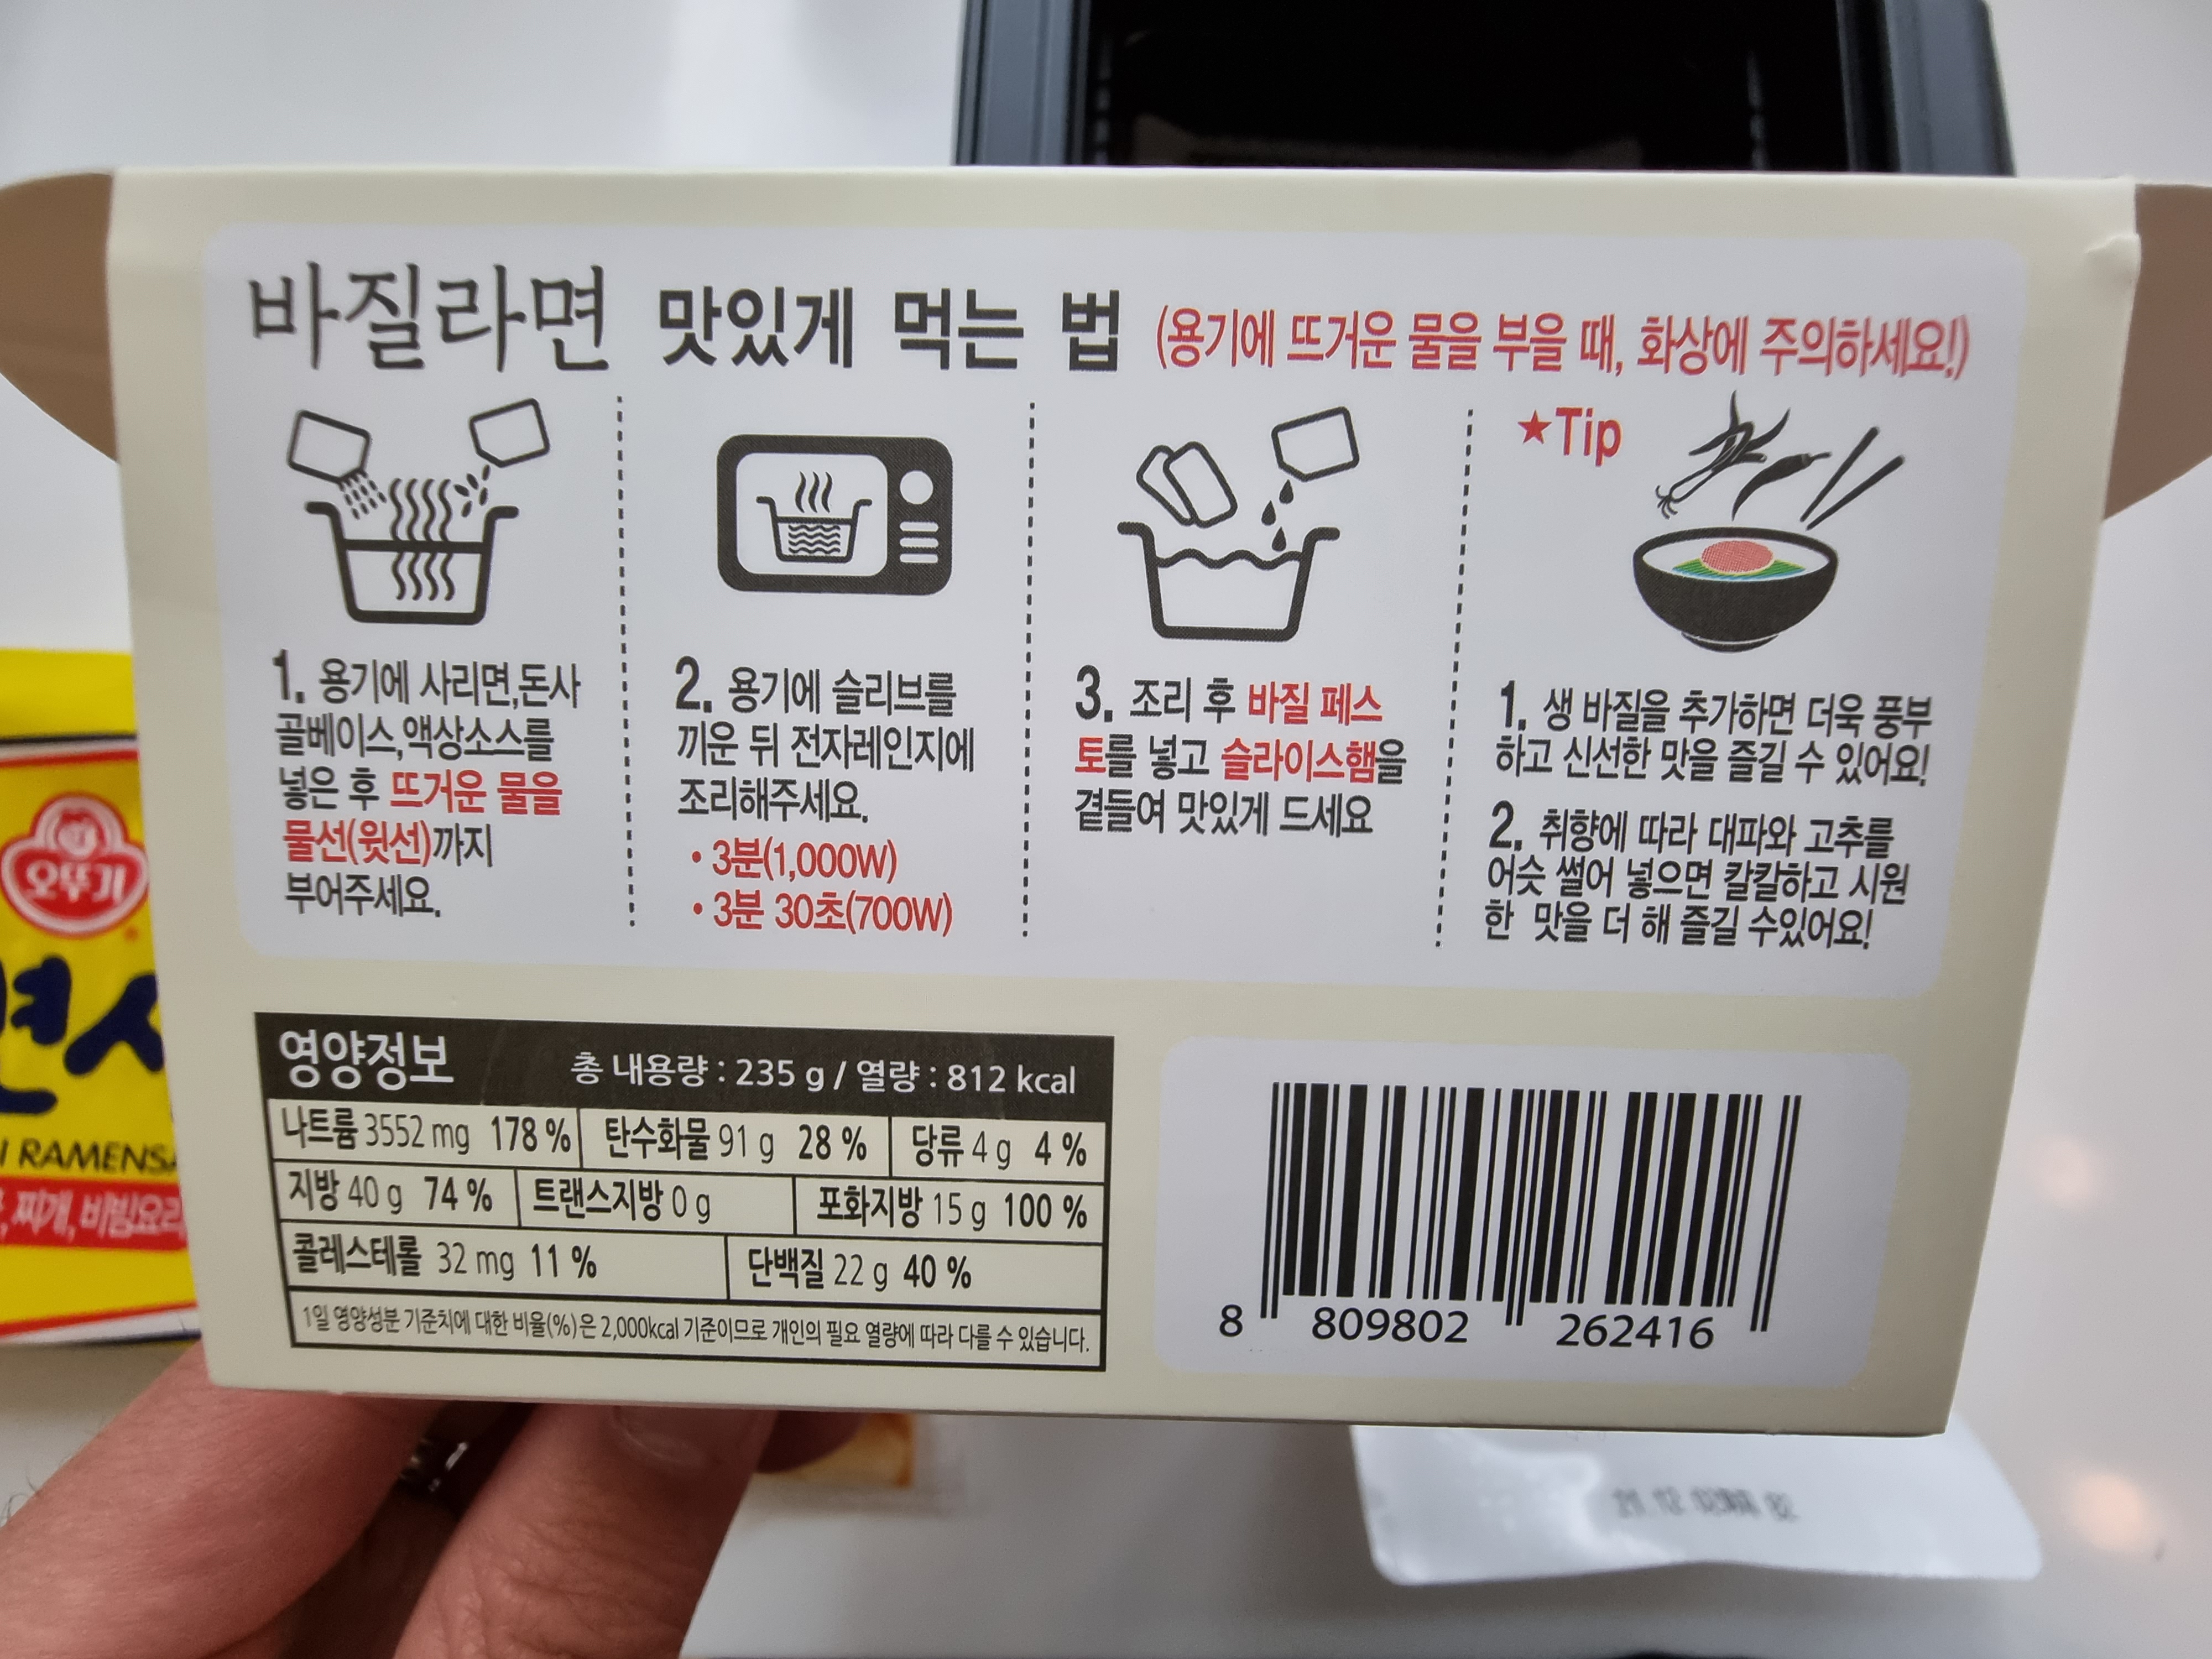 바질라면 맛있게 먹는 법 (용기에 뜨거운 물을 부을 때, 화상에 주의하세요!)
1. 용기에 사리면,돈사
골베이스,액상소스를
넣은 후 뜨거운 물을
물선(윗선)까지
부어주세요.
2. 용기에 슬리브를
끼운 뒤 전자레인지에
조리해주세요.
• 3분(1,000W)
• 3분 30초(700W)
3. 조리 후 바질 페스
토를 넣고 슬라이스햄을
곁들여 맛있게 드세요
★Tip
1. 생 바질을 추가하면 더욱 풍부
하고 신선한 맛을 즐길 수 있어요!
2. 취향에 따라 대파와 고추를
어슷 썰어 넣으면 칼칼하고 시원
한 맛을 더 해 즐길 수있어요!
영양정보 총 내용량 : 235 g / 열량 : 812 kcal
나트륨 3552 mg 178 % 탄수화물 91 g 28 % 당류 4 g 4 %
지방 40 g 74 % 트랜스지방 0 g 포화지방 15 g 100 %
콜레스테롤 32 mg 11 % 단백질 22 g 40 %
1일 영양성분 기준치에 대한 비율(%)은 2,000kcal 기준이므로 개인의 필요 열량에 따라 다를 수 있습니다.
8 809802 262416
오뚜기
면사
I RAMENSA
, 찌개, 비빔요리